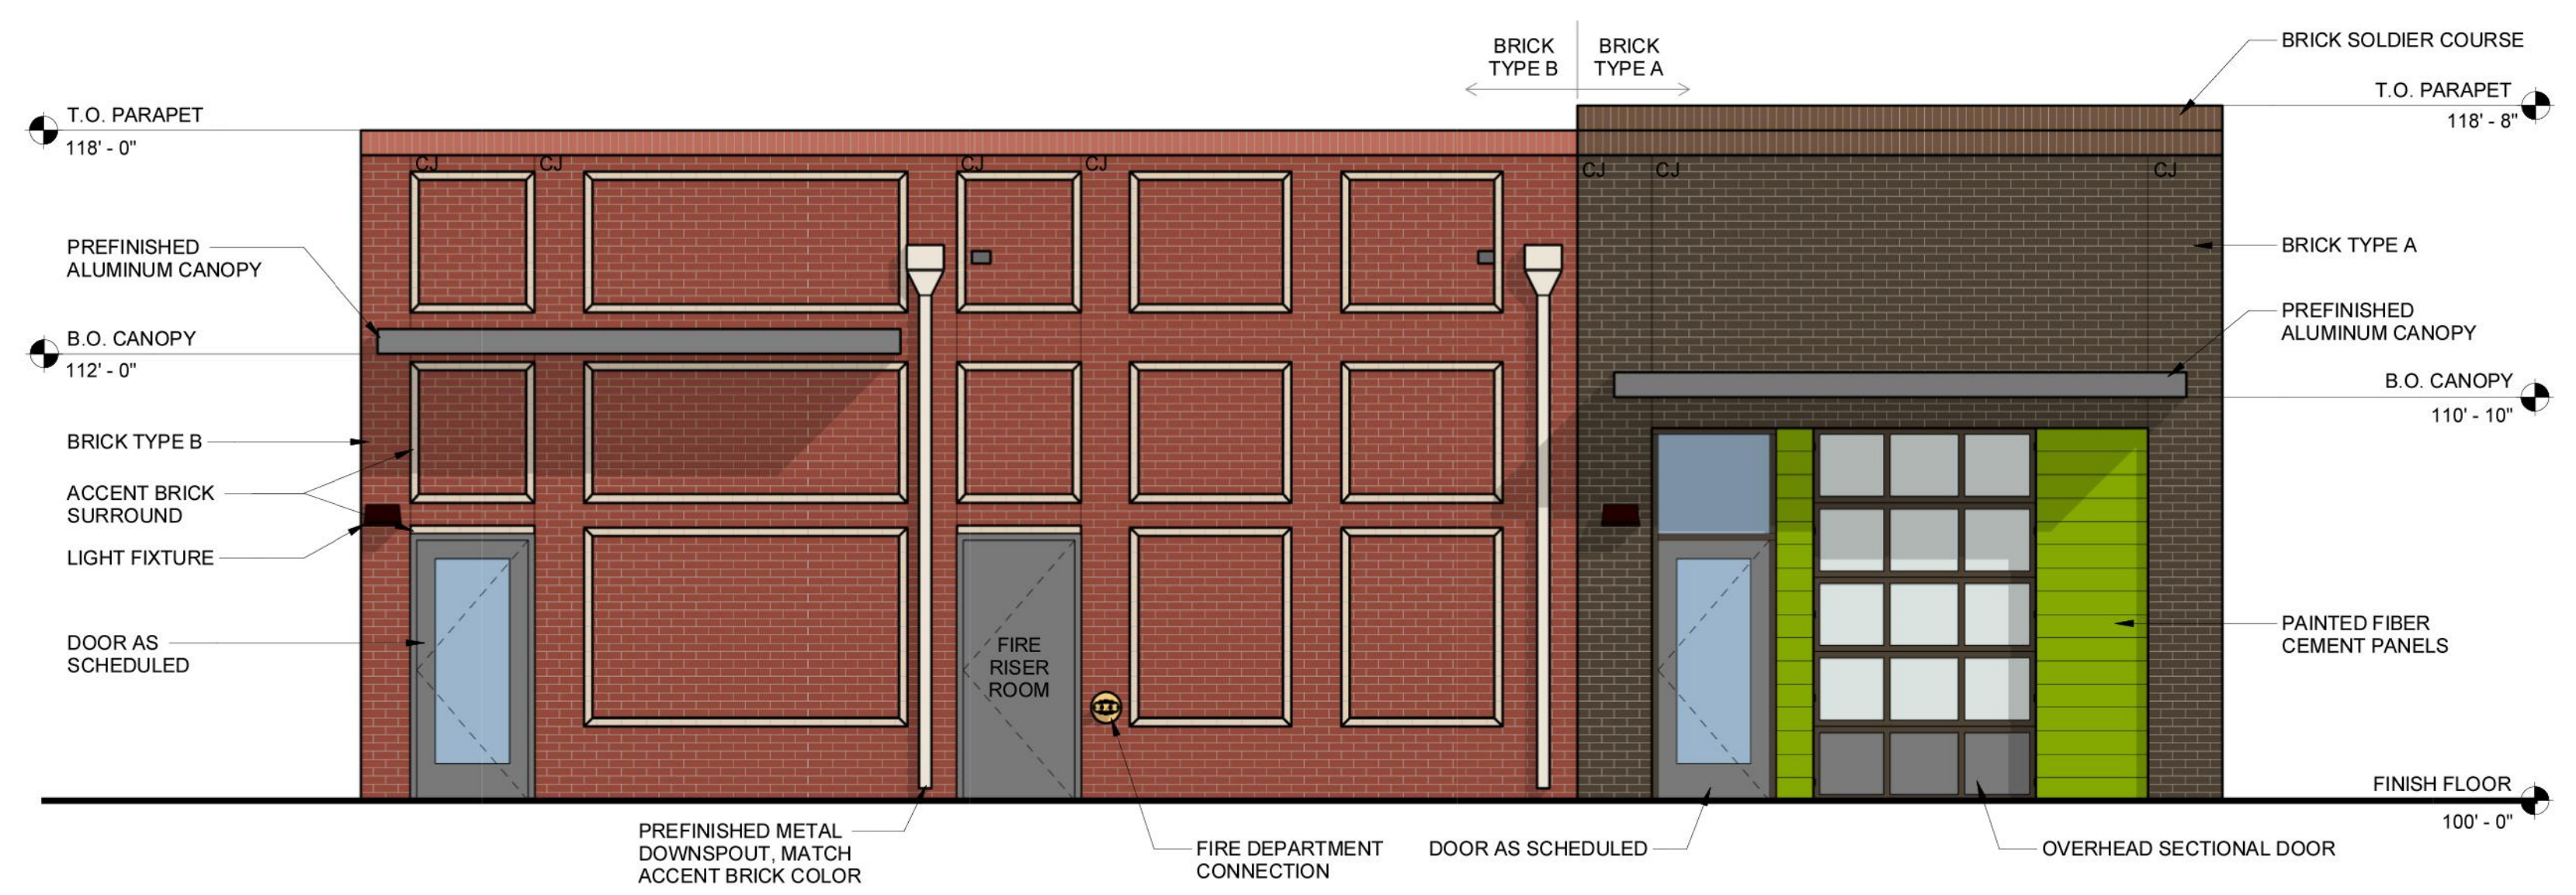 BRICK
TYPE B
BRICK
TYPE A
BRICK SOLDIER COURSE
T.O. PARAPET
118' - 0"
T.O. PARAPET
118' - 8"
CJ
CJ
CJ
CJ
CJ
CJ
CJ
PREFINISHED
ALUMINUM CANOPY
BRICK TYPE A
B.O. CANOPY
112' - 0"
PREFINISHED
ALUMINUM CANOPY
B.O. CANOPY
110' - 10"
BRICK TYPE B
ACCENT BRICK
SURROUND
LIGHT FIXTURE
DOOR AS
SCHEDULED
FIRE
RISER
ROOM
PAINTED FIBER
CEMENT PANELS
FINISH FLOOR
100' - 0"
PREFINISHED METAL
DOWNSPOUT, MATCH
ACCENT BRICK COLOR
FIRE DEPARTMENT
CONNECTION
DOOR AS SCHEDULED
OVERHEAD SECTIONAL DOOR